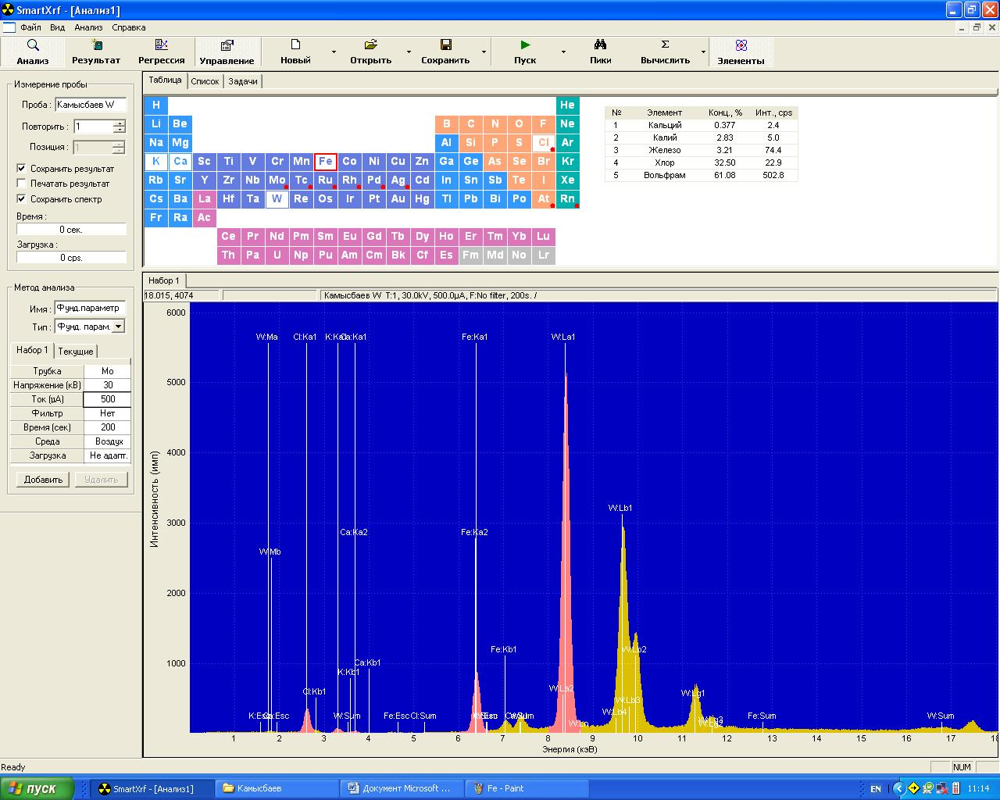 SmartXrf - [Анализ1]
Файл Вид Анализ Справка
Анализ Результат Регрессия Управление Новый Открыть Сохранить Пуск Пики Вычислить Элементы
Измерение пробы
Проба : Камысбаев W
Повторить : 1
Позиция : 1
Сохранить результат
Печатать результат
Сохранить спектр
Время :
0 сек.
Загрузка :
0 cps.
Метод анализа
Имя : Фунд.параметр
Тип : Фунд. парам.
Набор 1 Текущие
Трубка Mo
Напряжение (кВ) 30
Ток (µA) 500
Фильтр Нет
Время (сек) 200
Среда Воздух
Загрузка Не адапт.
Добавить Удалить
Таблица Список Задачи
H He
Li Be B C N O F Ne
Na Mg Al Si P S Cl Ar
K Ca Sc Ti V Cr Mn Fe Co Ni Cu Zn Ga Ge As Se Br Kr
Rb Sr Y Zr Nb Mo Tc Ru Rh Pd Ag Cd In Sn Sb Te I Xe
Cs Ba La Hf Ta W Re Os Ir Pt Au Hg Tl Pb Bi Po At Rn
Fr Ra Ac
Ce Pr Nd Pm Sm Eu Gd Tb Dy Ho Er Tm Yb Lu
Th Pa U Np Pu Am Cm Bk Cf Es Fm Md No Lr
№ Элемент Конц., % Инт., cps
1 Кальций 0.377 2.4
2 Калий 2.83 5.0
3 Железо 3.21 74.4
4 Хлор 32.50 22.9
5 Вольфрам 61.08 502.8
Набор 1
18.015, 4074 Камысбаев W T:1, 30.0kV, 500.0µA, F:No filter, 200s. /
6000
W:Ma Cl:Ka1 Ca:Ka1 Fe:Ka1 W:La1
5000
4000
Интенсивность (имп)
3000
W:Lb1
Ca:Ka2 Fe:Ka2
W:Mb
2000
1000
Fe:Kb1 W:Lb2
Ca:Kb1
K:Kb1
Cl:Kb1 W:La2 W:Lg1
W:Lb3
W:Lb4
K:Esc Ca:Esc W:Sum Fe:Esc Cl:Sum Fe:Sum W:Sum
W:Ln
1 2 3 4 5 6 7 8 9 10 11 12 13 14 15 16 17 18
Энергия (кэВ)
Ready NUM
пуск SmartXrf - [Анализ1] Камысбаев Документ Microsoft ... Fe - Paint EN 11:14